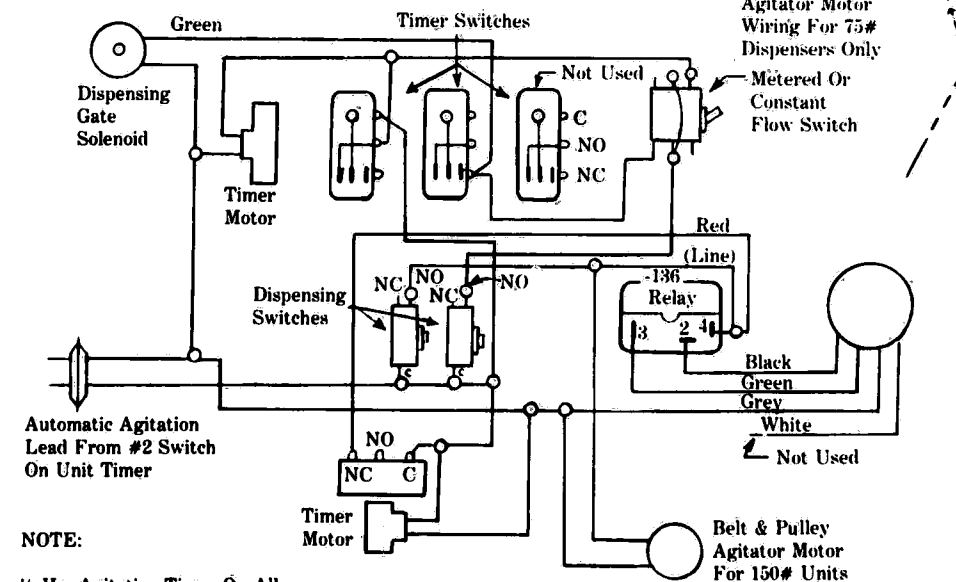 Agitator Motor
Wiring For 75#
Dispensers Only
Green
Timer Switches
Not Used
Metered Or
Constant
Flow Switch
Dispensing
Gate
Solenoid
C
NO
NC
Timer
Motor
Red
(Line)
NC
NO
NC
NO
-136
Relay
3
2
4
Dispensing
Switches
C
C
Black
Green
Grey
White
Not Used
Automatic Agitation
Lead From #2 Switch
On Unit Timer
NO
NC
C
Timer
Motor
NOTE:
Belt & Pulley
Agitator Motor
For 150# Units